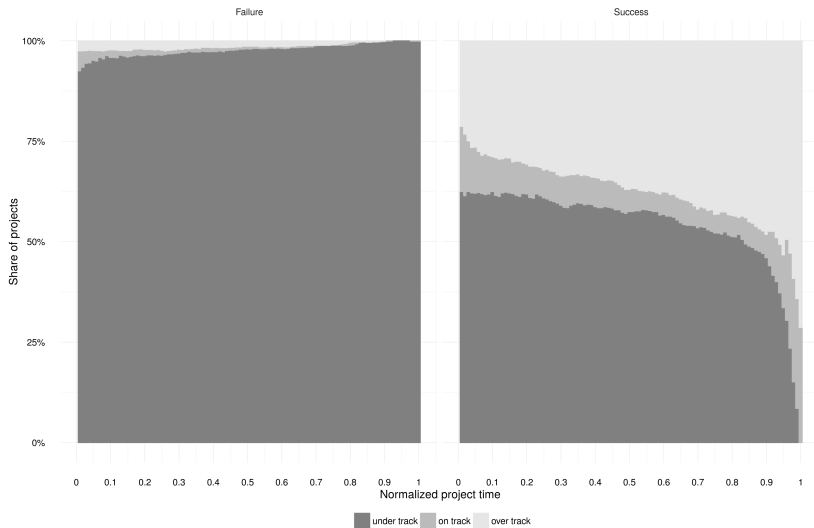 Failure
Success
100%
75%
50%
25%
0%
Share of projects
0 0.1 0.2 0.3 0.4 0.5 0.6 0.7 0.8 0.9 1
0 0.1 0.2 0.3 0.4 0.5 0.6 0.7 0.8 0.9 1
Normalized project time
under track on track over track